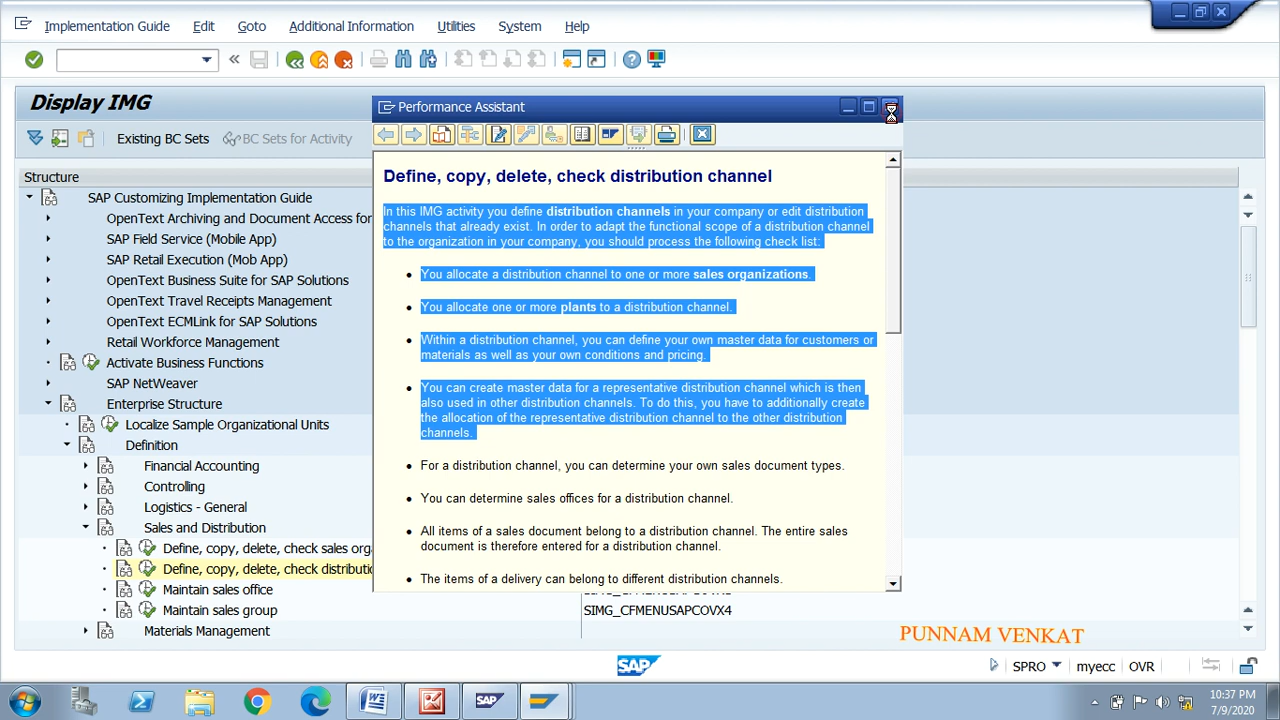 Implementation Guide Edit Goto Additional Information Utilities System Help
Display IMG
Existing BC Sets BC Sets for Activity
Structure
SAP Customizing Implementation Guide
OpenText Archiving and Document Access for
SAP Field Service (Mobile App)
SAP Retail Execution (Mob App)
OpenText Business Suite for SAP Solutions
OpenText Travel Receipts Management
OpenText ECMLink for SAP Solutions
Retail Workforce Management
Activate Business Functions
SAP NetWeaver
Enterprise Structure
Localize Sample Organizational Units
Definition
Financial Accounting
Controlling
Logistics - General
Sales and Distribution
Define, copy, delete, check sales org
Define, copy, delete, check distributi
Maintain sales office
Maintain sales group
SIMG_CFMENUSAPCOVX4
Materials Management
Performance Assistant
Define, copy, delete, check distribution channel
In this IMG activity you define distribution channels in your company or edit distribution
channels that already exist. In order to adapt the functional scope of a distribution channel
to the organization in your company, you should process the following check list:
You allocate a distribution channel to one or more sales organizations.
You allocate one or more plants to a distribution channel.
Within a distribution channel, you can define your own master data for customers or
materials as well as your own conditions and pricing.
You can create master data for a representative distribution channel which is then
also used in other distribution channels. To do this, you have to additionally create
the allocation of the representative distribution channel to the other distribution
channels.
For a distribution channel, you can determine your own sales document types.
You can determine sales offices for a distribution channel.
All items of a sales document belong to a distribution channel. The entire sales
document is therefore entered for a distribution channel.
The items of a delivery can belong to different distribution channels.
PUNNAM VENKAT
SAP
SPRO myecc OVR
10:37 PM
7/9/2020